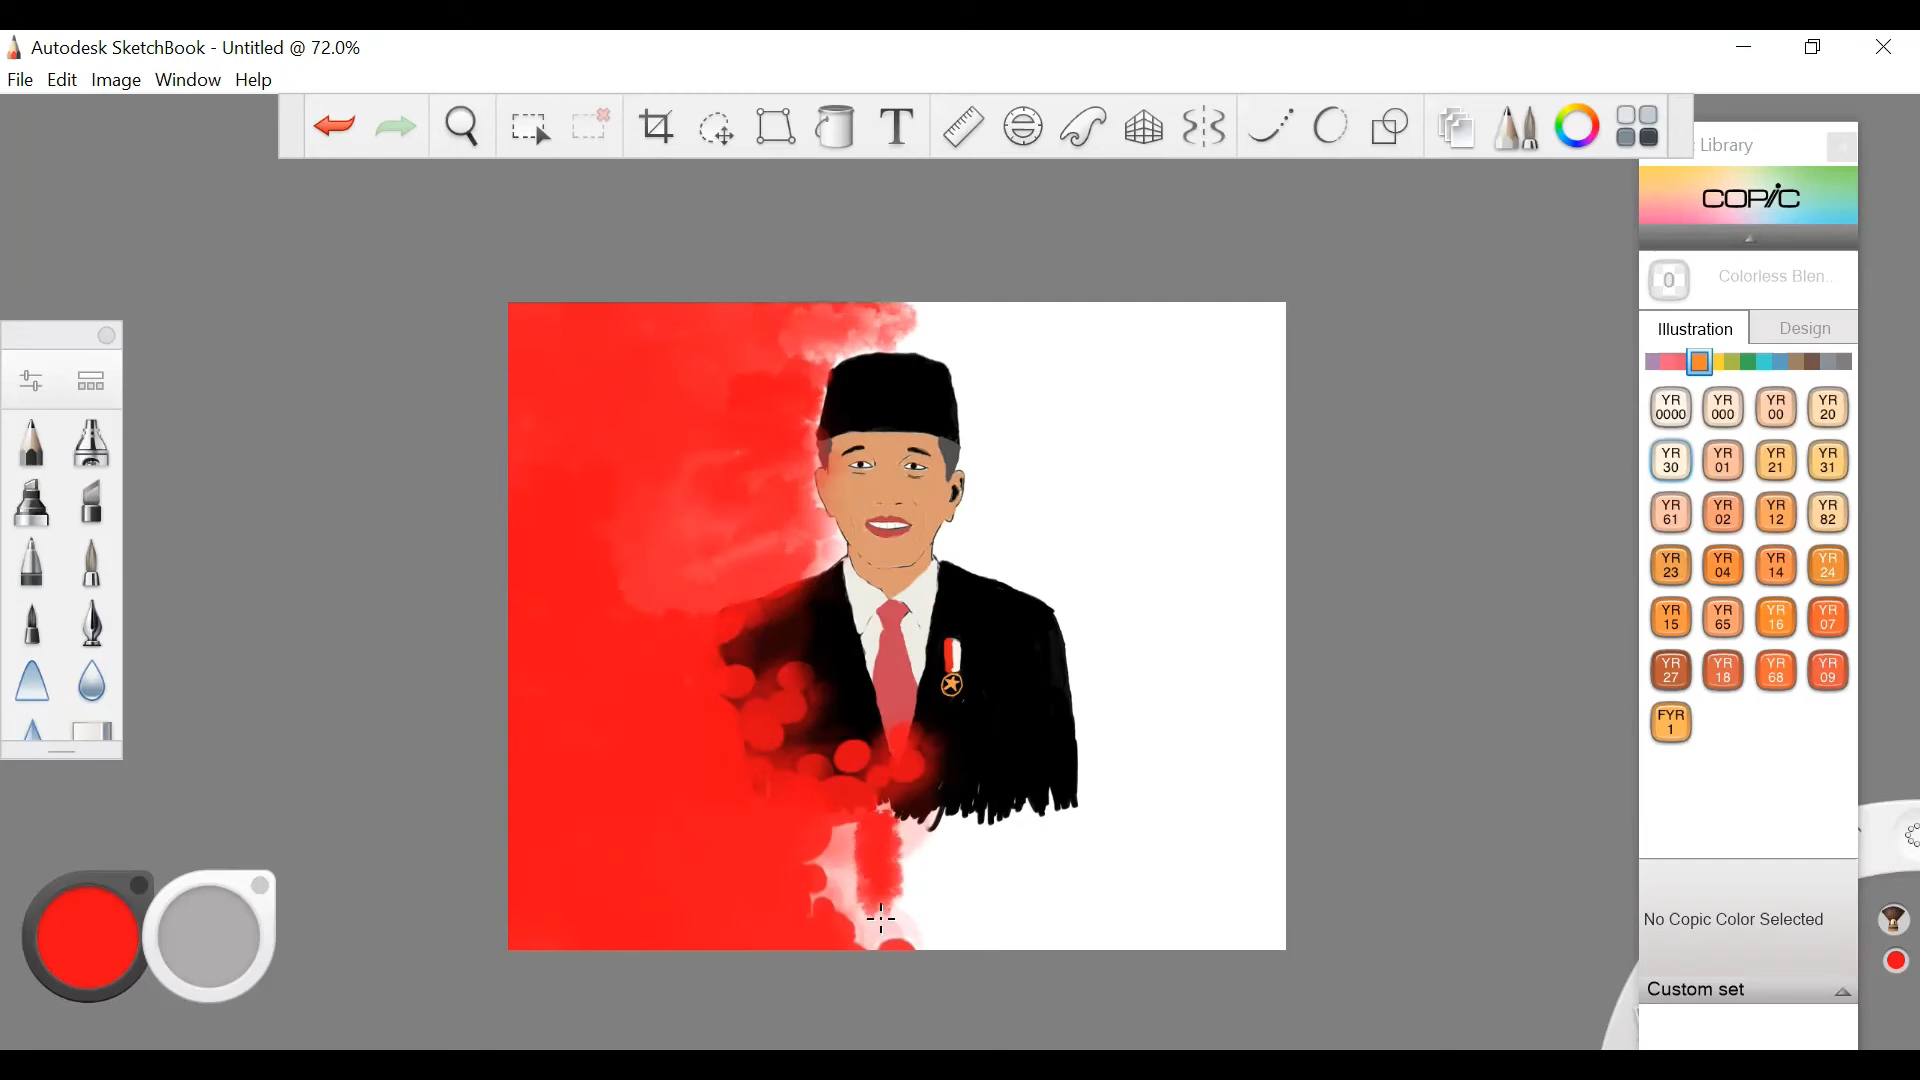 Autodesk SketchBook - Untitled @ 72.0%
File Edit Image Window Help
T
Library
COPIC
0 Colorless Blen..
Illustration Design
YR 0000 YR 000 YR 00 YR 20
YR 30 YR 01 YR 21 YR 31
YR 61 YR 02 YR 12 YR 82
YR 23 YR 04 YR 14 YR 24
YR 15 YR 65 YR 16 YR 07
YR 27 YR 18 YR 68 YR 09
FYR 1
No Copic Color Selected
Custom set